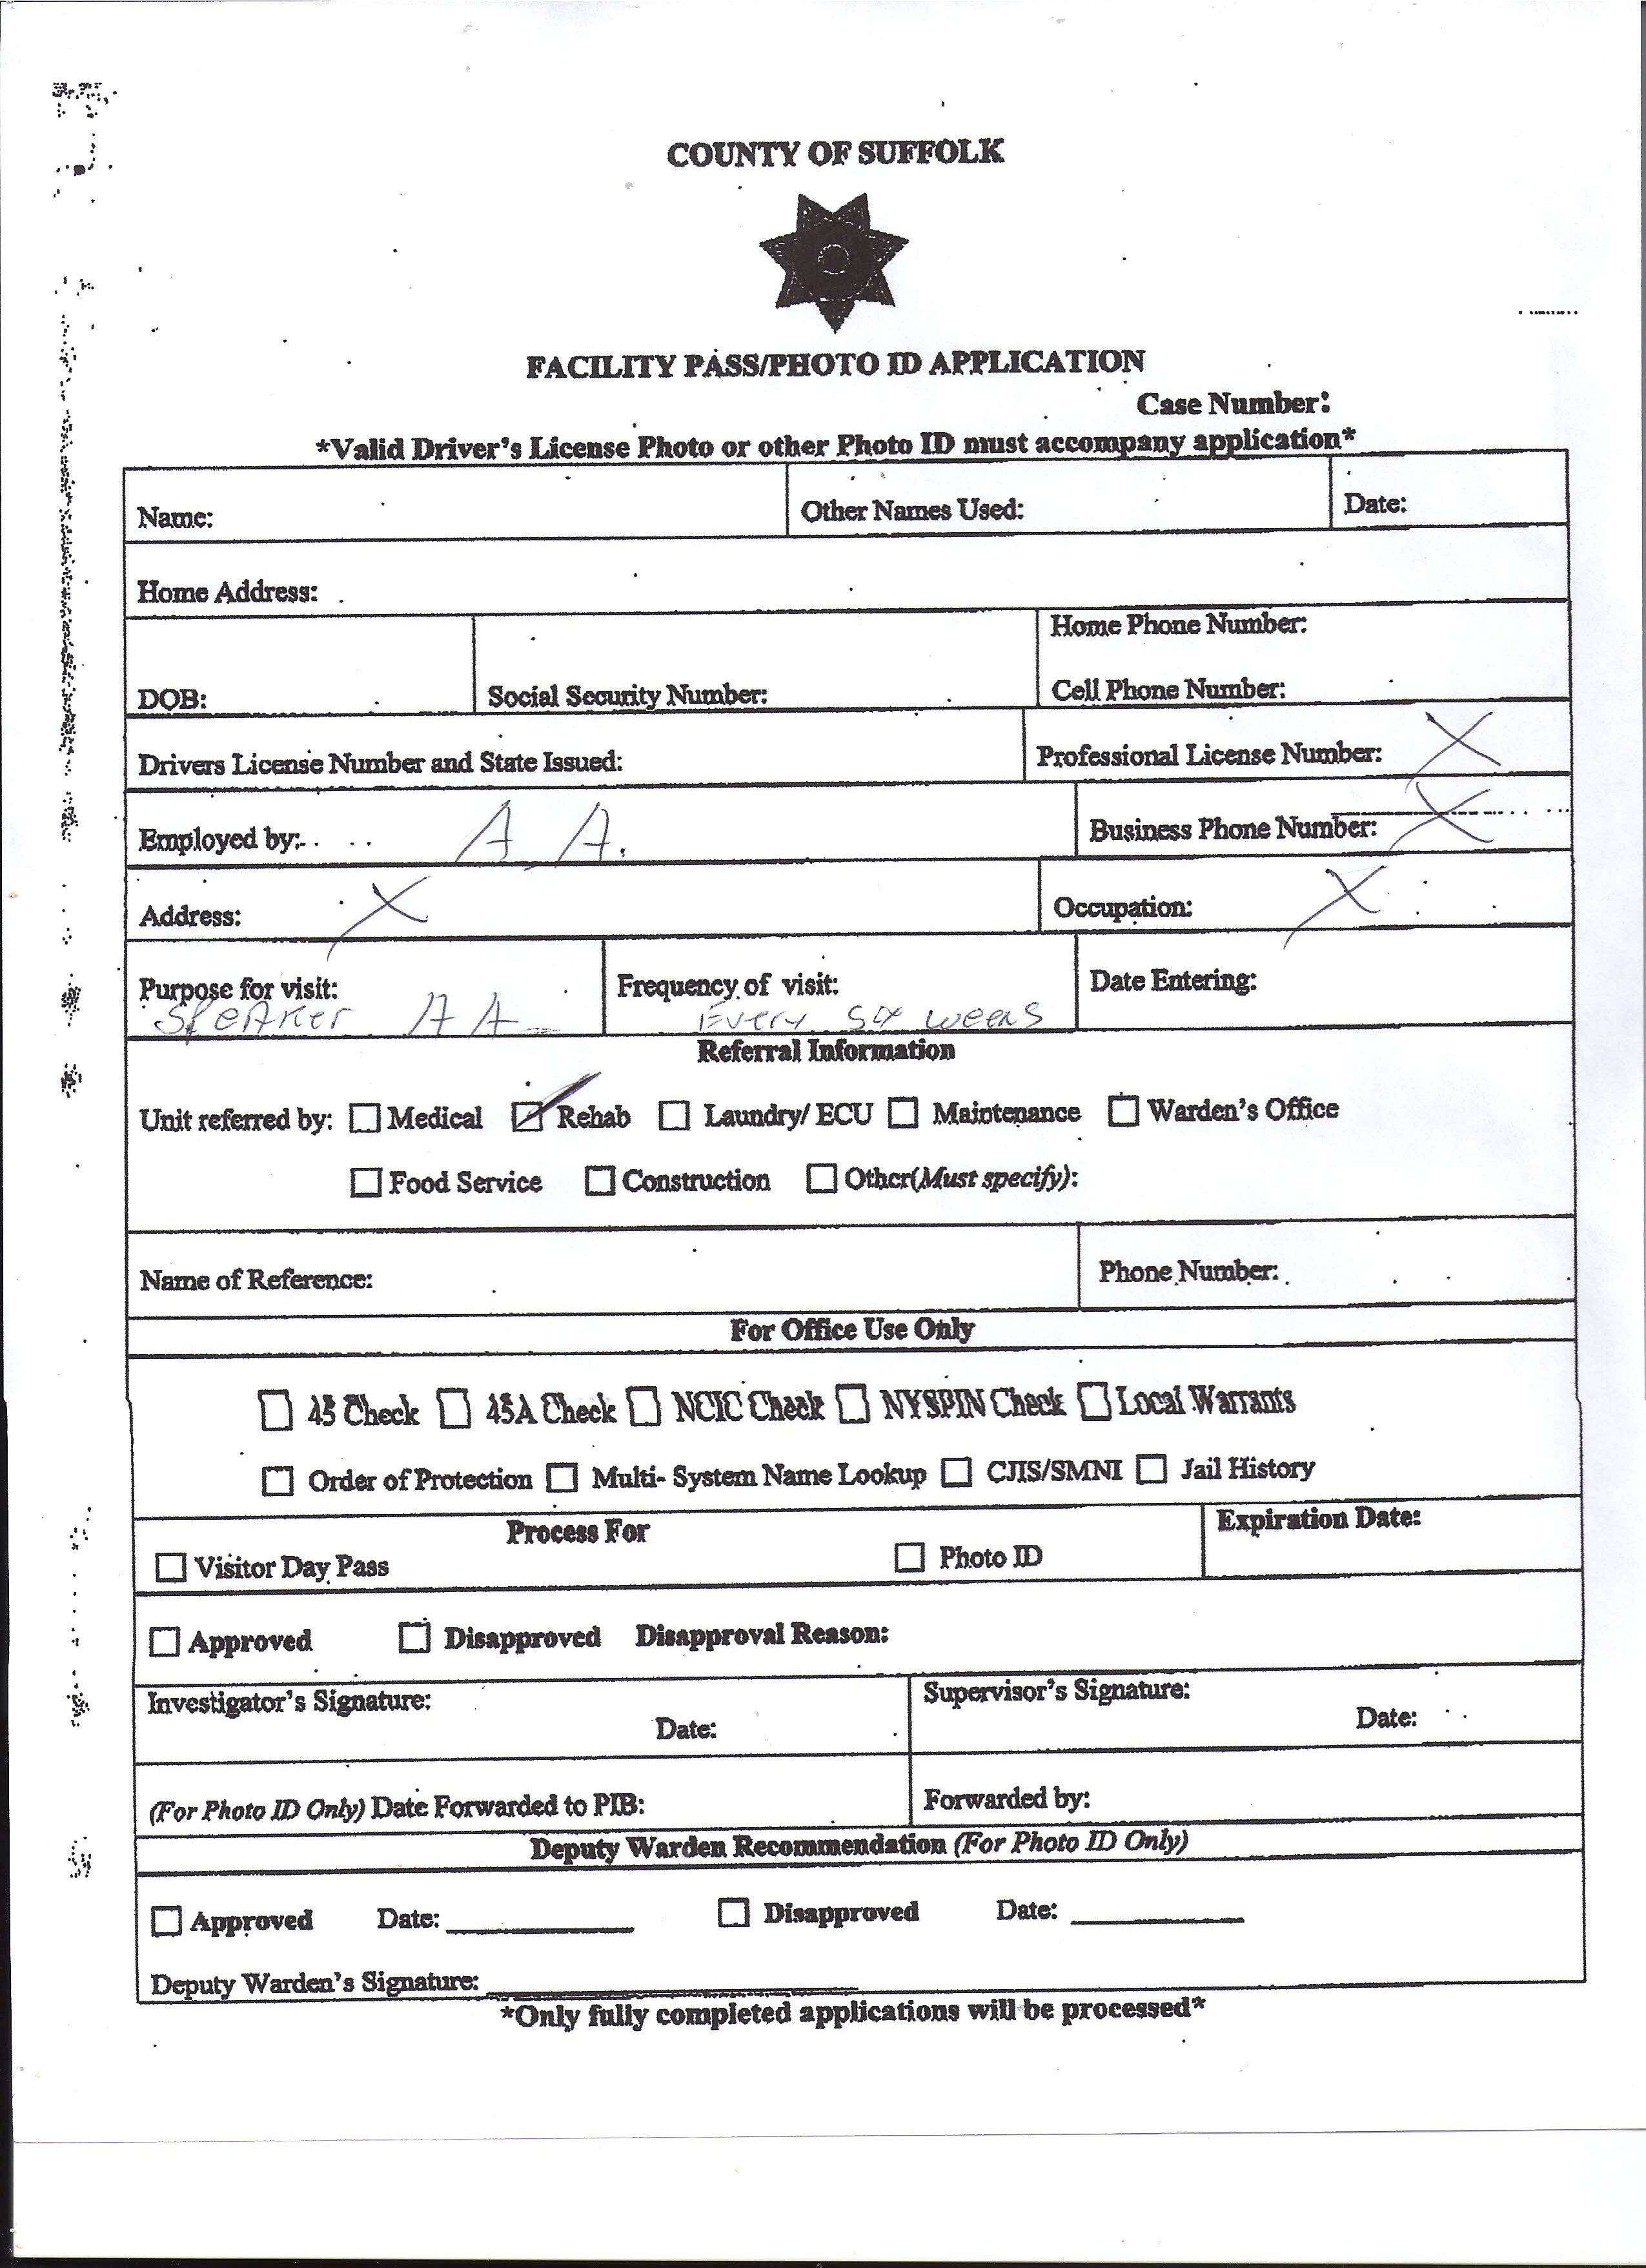 COUNTY OF SUFFOLK
FACILITY PASS/PHOTO ID APPLICATION
Case Number:
*Valid Driver's License Photo or other Photo ID must accompany application*
Name: Other Names Used: Date:
Home Address:
Home Phone Number:
DOB: Social Security Number: Cell Phone Number:
Drivers License Number and State Issued: Professional License Number: X
Employed by: A A. Business Phone Number: X
Address: X Occupation: X
Purpose for visit: Frequency of visit: Date Entering:
Speaker AA Every six weeks
Referral Information
Unit referred by: Medical Rehab Laundry/ ECU Maintenance Warden's Office
Food Service Construction Other(Must specify):
Name of Reference: Phone Number:
For Office Use Only
45 Check 45A Check NCIC Check NYSPIN Check Local Warrants
Order of Protection Multi- System Name Lookup CJIS/SMNI Jail History
Process For Expiration Date:
Visitor Day Pass Photo ID
Approved Disapproved Disapproval Reason:
Investigator's Signature: Supervisor's Signature:
Date: Date:
(For Photo ID Only) Date Forwarded to PIB: Forwarded by:
Deputy Warden Recommendation (For Photo ID Only)
Approved Date: Disapproved Date:
Deputy Warden's Signature:
*Only fully completed applications will be processed*